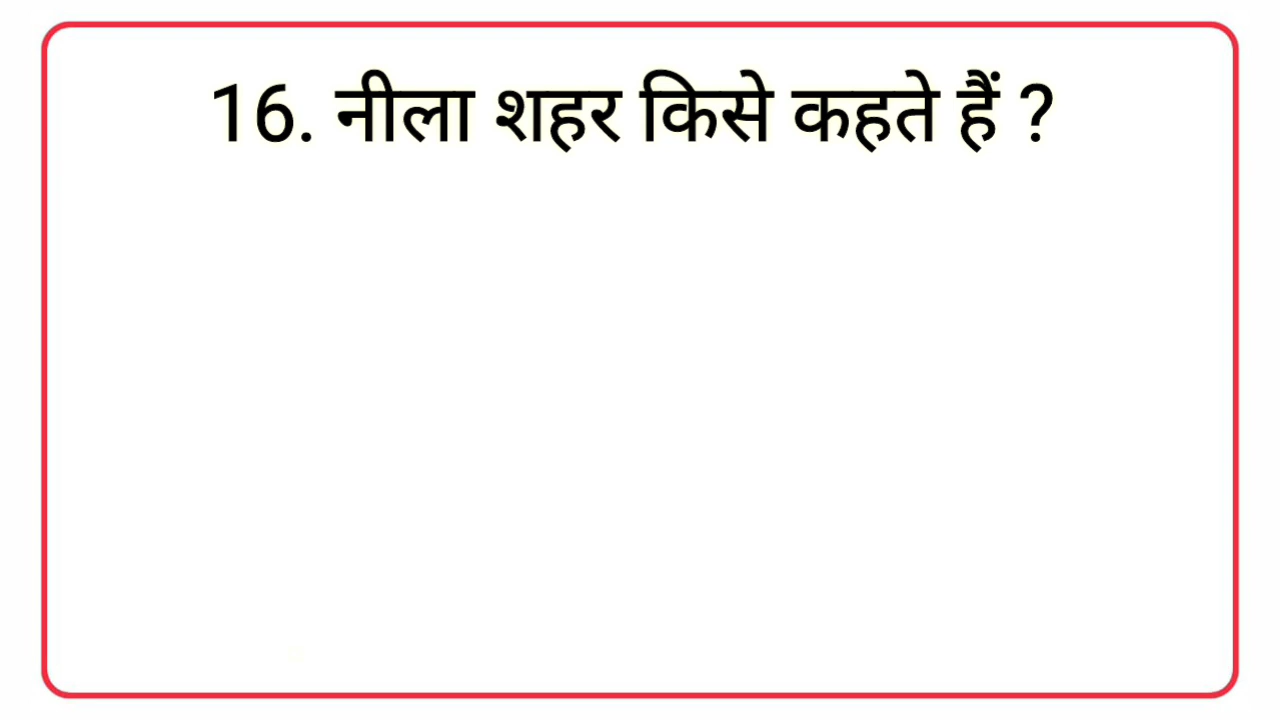 16. नीला शहर किसे कहते हैं ?